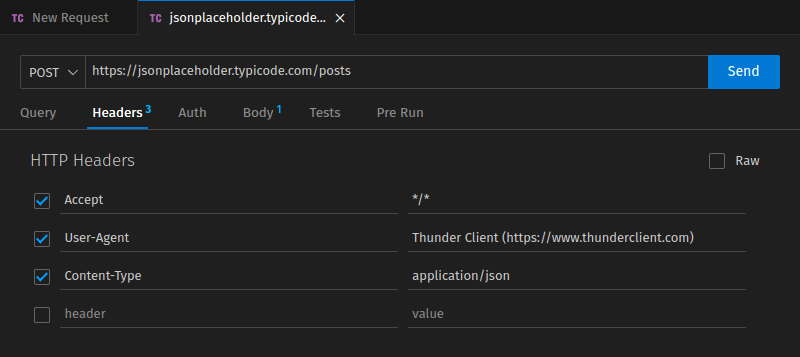 TC New Request TC jsonplaceholder.typicode... ×
POST https://jsonplaceholder.typicode.com/posts Send
Query Headers 3 Auth Body 1 Tests Pre Run
HTTP Headers Raw
Accept */*
User-Agent Thunder Client (https://www.thunderclient.com)
Content-Type application/json
header value